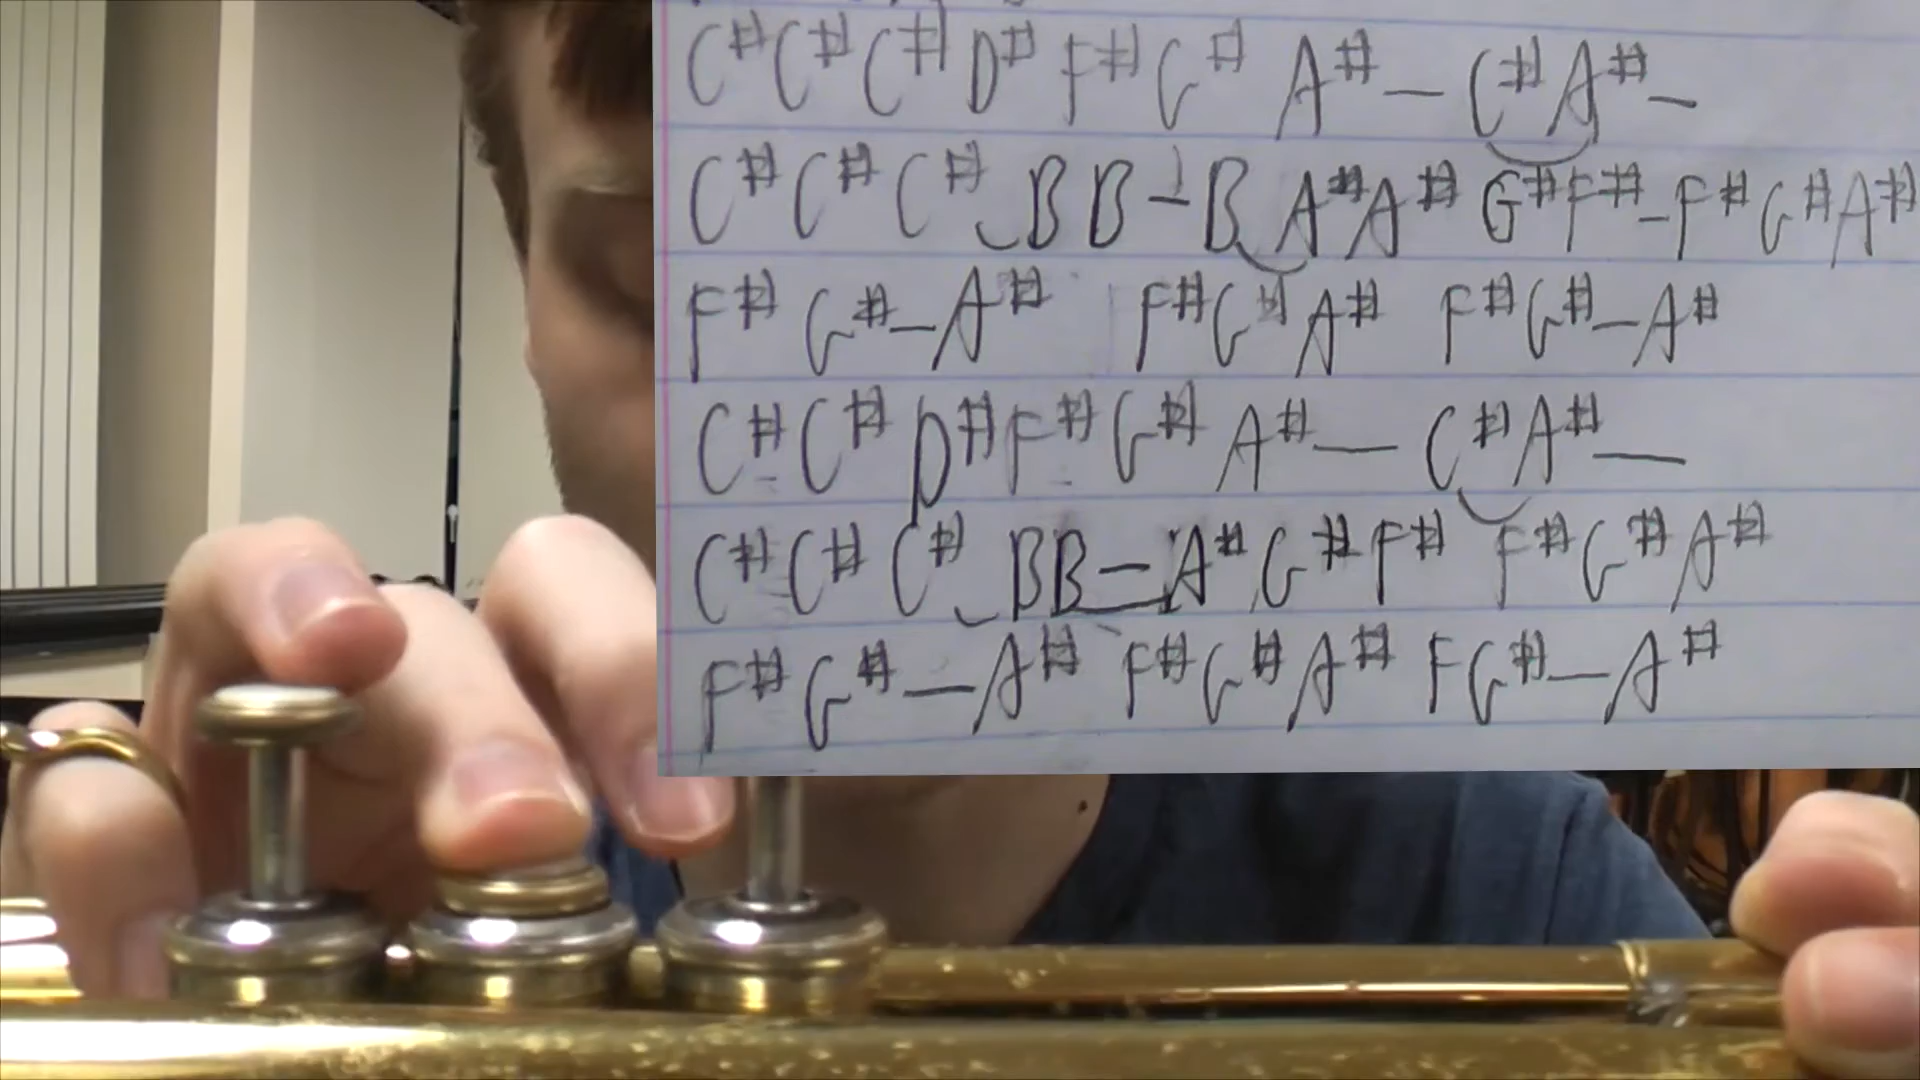 C# C# C# D# F# G# A# — C# A# —
C# C# C# B B — B A# A# G# F# — F# G# A#
F# G# — A# F# G# A# F# G# — A#
C# C# D# F# G# A# — C# A# —
C# C# C# B B — A# G# F# F# G# A#
F# G# — A# F# G# A# F G# — A#